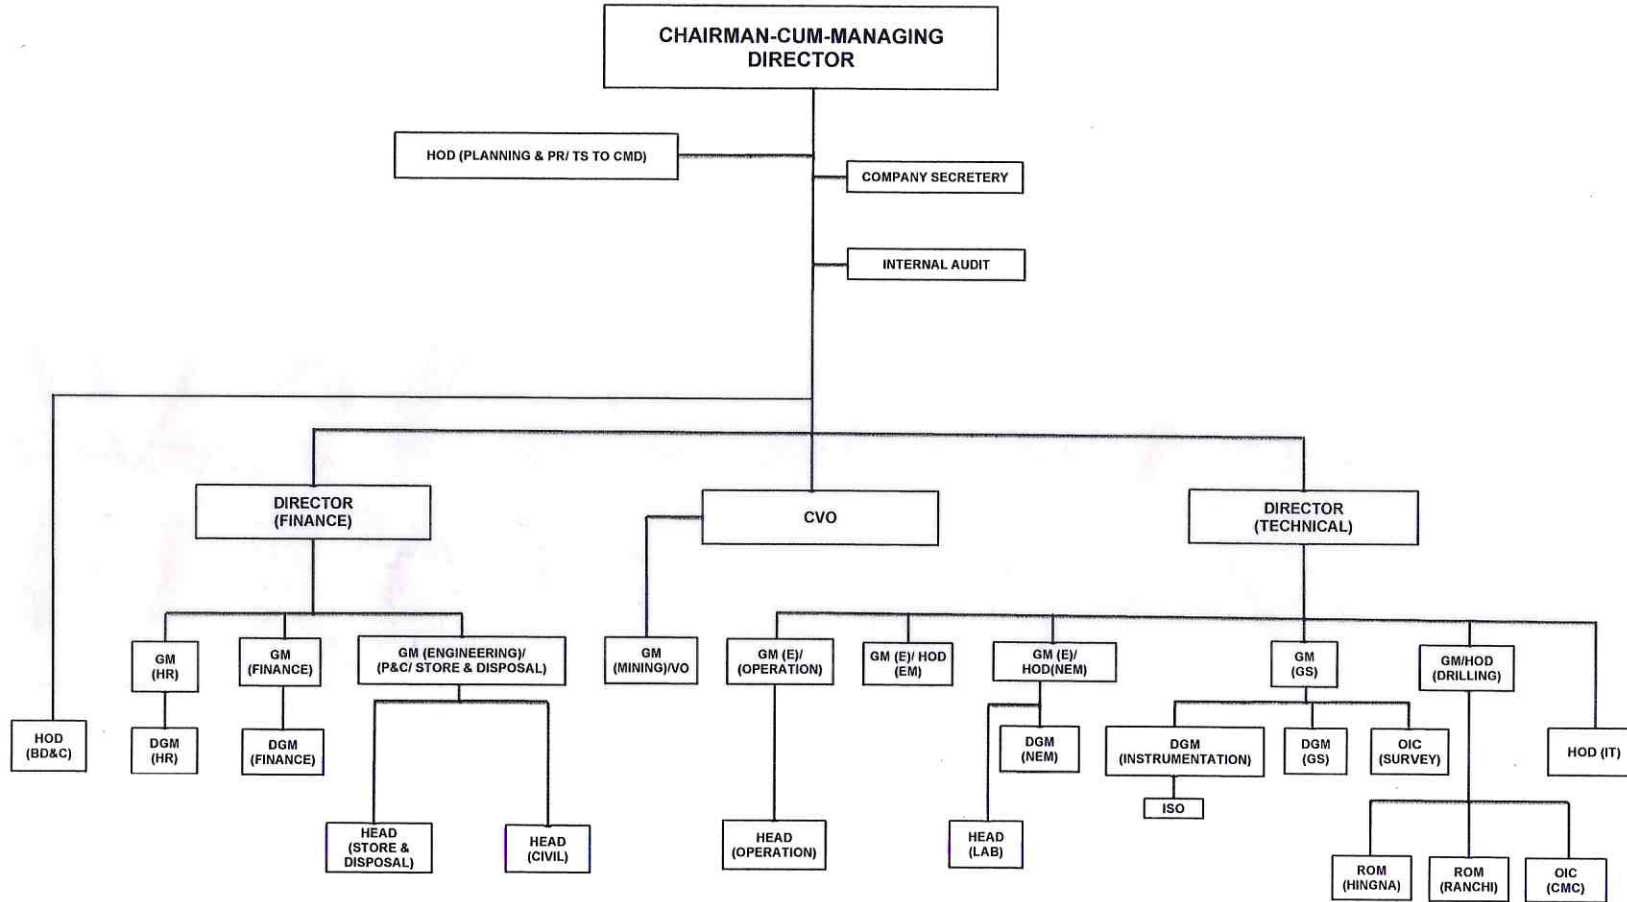 CHAIRMAN-CUM-MANAGING
DIRECTOR
HOD (PLANNING & PR/ TS TO CMD)
COMPANY SECRETERY
INTERNAL AUDIT
DIRECTOR
(FINANCE)
CVO
DIRECTOR
(TECHNICAL)
GM
(HR)
GM
(FINANCE)
GM (ENGINEERING)/
(P&C/ STORE & DISPOSAL)
GM
(MINING)/VO
GM (E)/
(OPERATION)
GM (E)/ HOD
(EM)
GM (E)/
HOD(NEM)
GM
(GS)
GM/HOD
(DRILLING)
HOD
(BD&C)
DGM
(HR)
DGM
(FINANCE)
DGM
(NEM)
DGM
(INSTRUMENTATION)
DGM
(GS)
OIC
(SURVEY)
HOD (IT)
ISO
HEAD
(STORE &
DISPOSAL)
HEAD
(CIVIL)
HEAD
(OPERATION)
HEAD
(LAB)
ROM
(HINGNA)
ROM
(RANCHI)
OIC
(CMC)